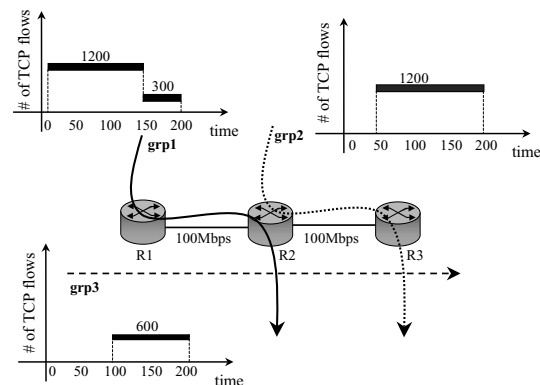 # of TCP flows
1200
300
0 50 100 150 200
time
# of TCP flows
1200
0 50 100 150 200
time
grp1
grp2
100Mbps
100Mbps
R1
R2
R3
grp3
# of TCP flows
600
0 50 100 150 200
time